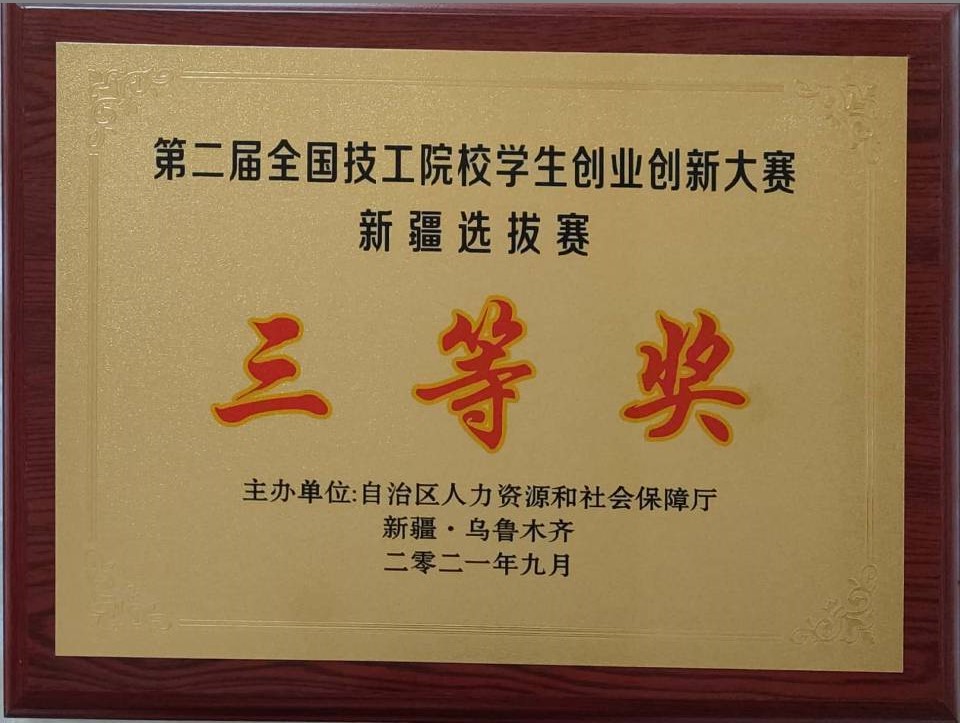 第二届全国技工院校学生创业创新大赛
新疆选拔赛
三等奖
主办单位:自治区人力资源和社会保障厅
新疆·乌鲁木齐
二零二一年九月